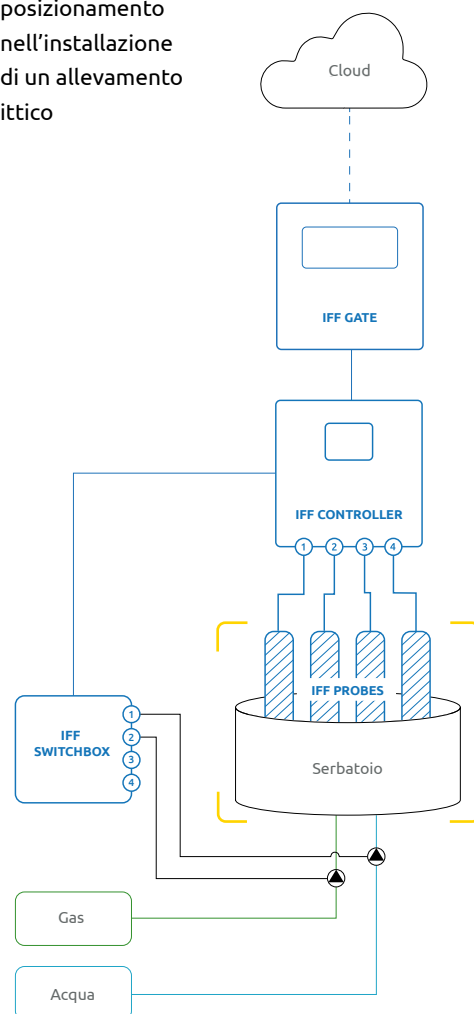 posizionamento
nell’installazione
di un allevamento
ittico
Cloud
IFF GATE
IFF CONTROLLER
1 2 3 4
IFF PROBES
Serbatoio
IFF
SWITCHBOX
1
2
3
4
Gas
Acqua